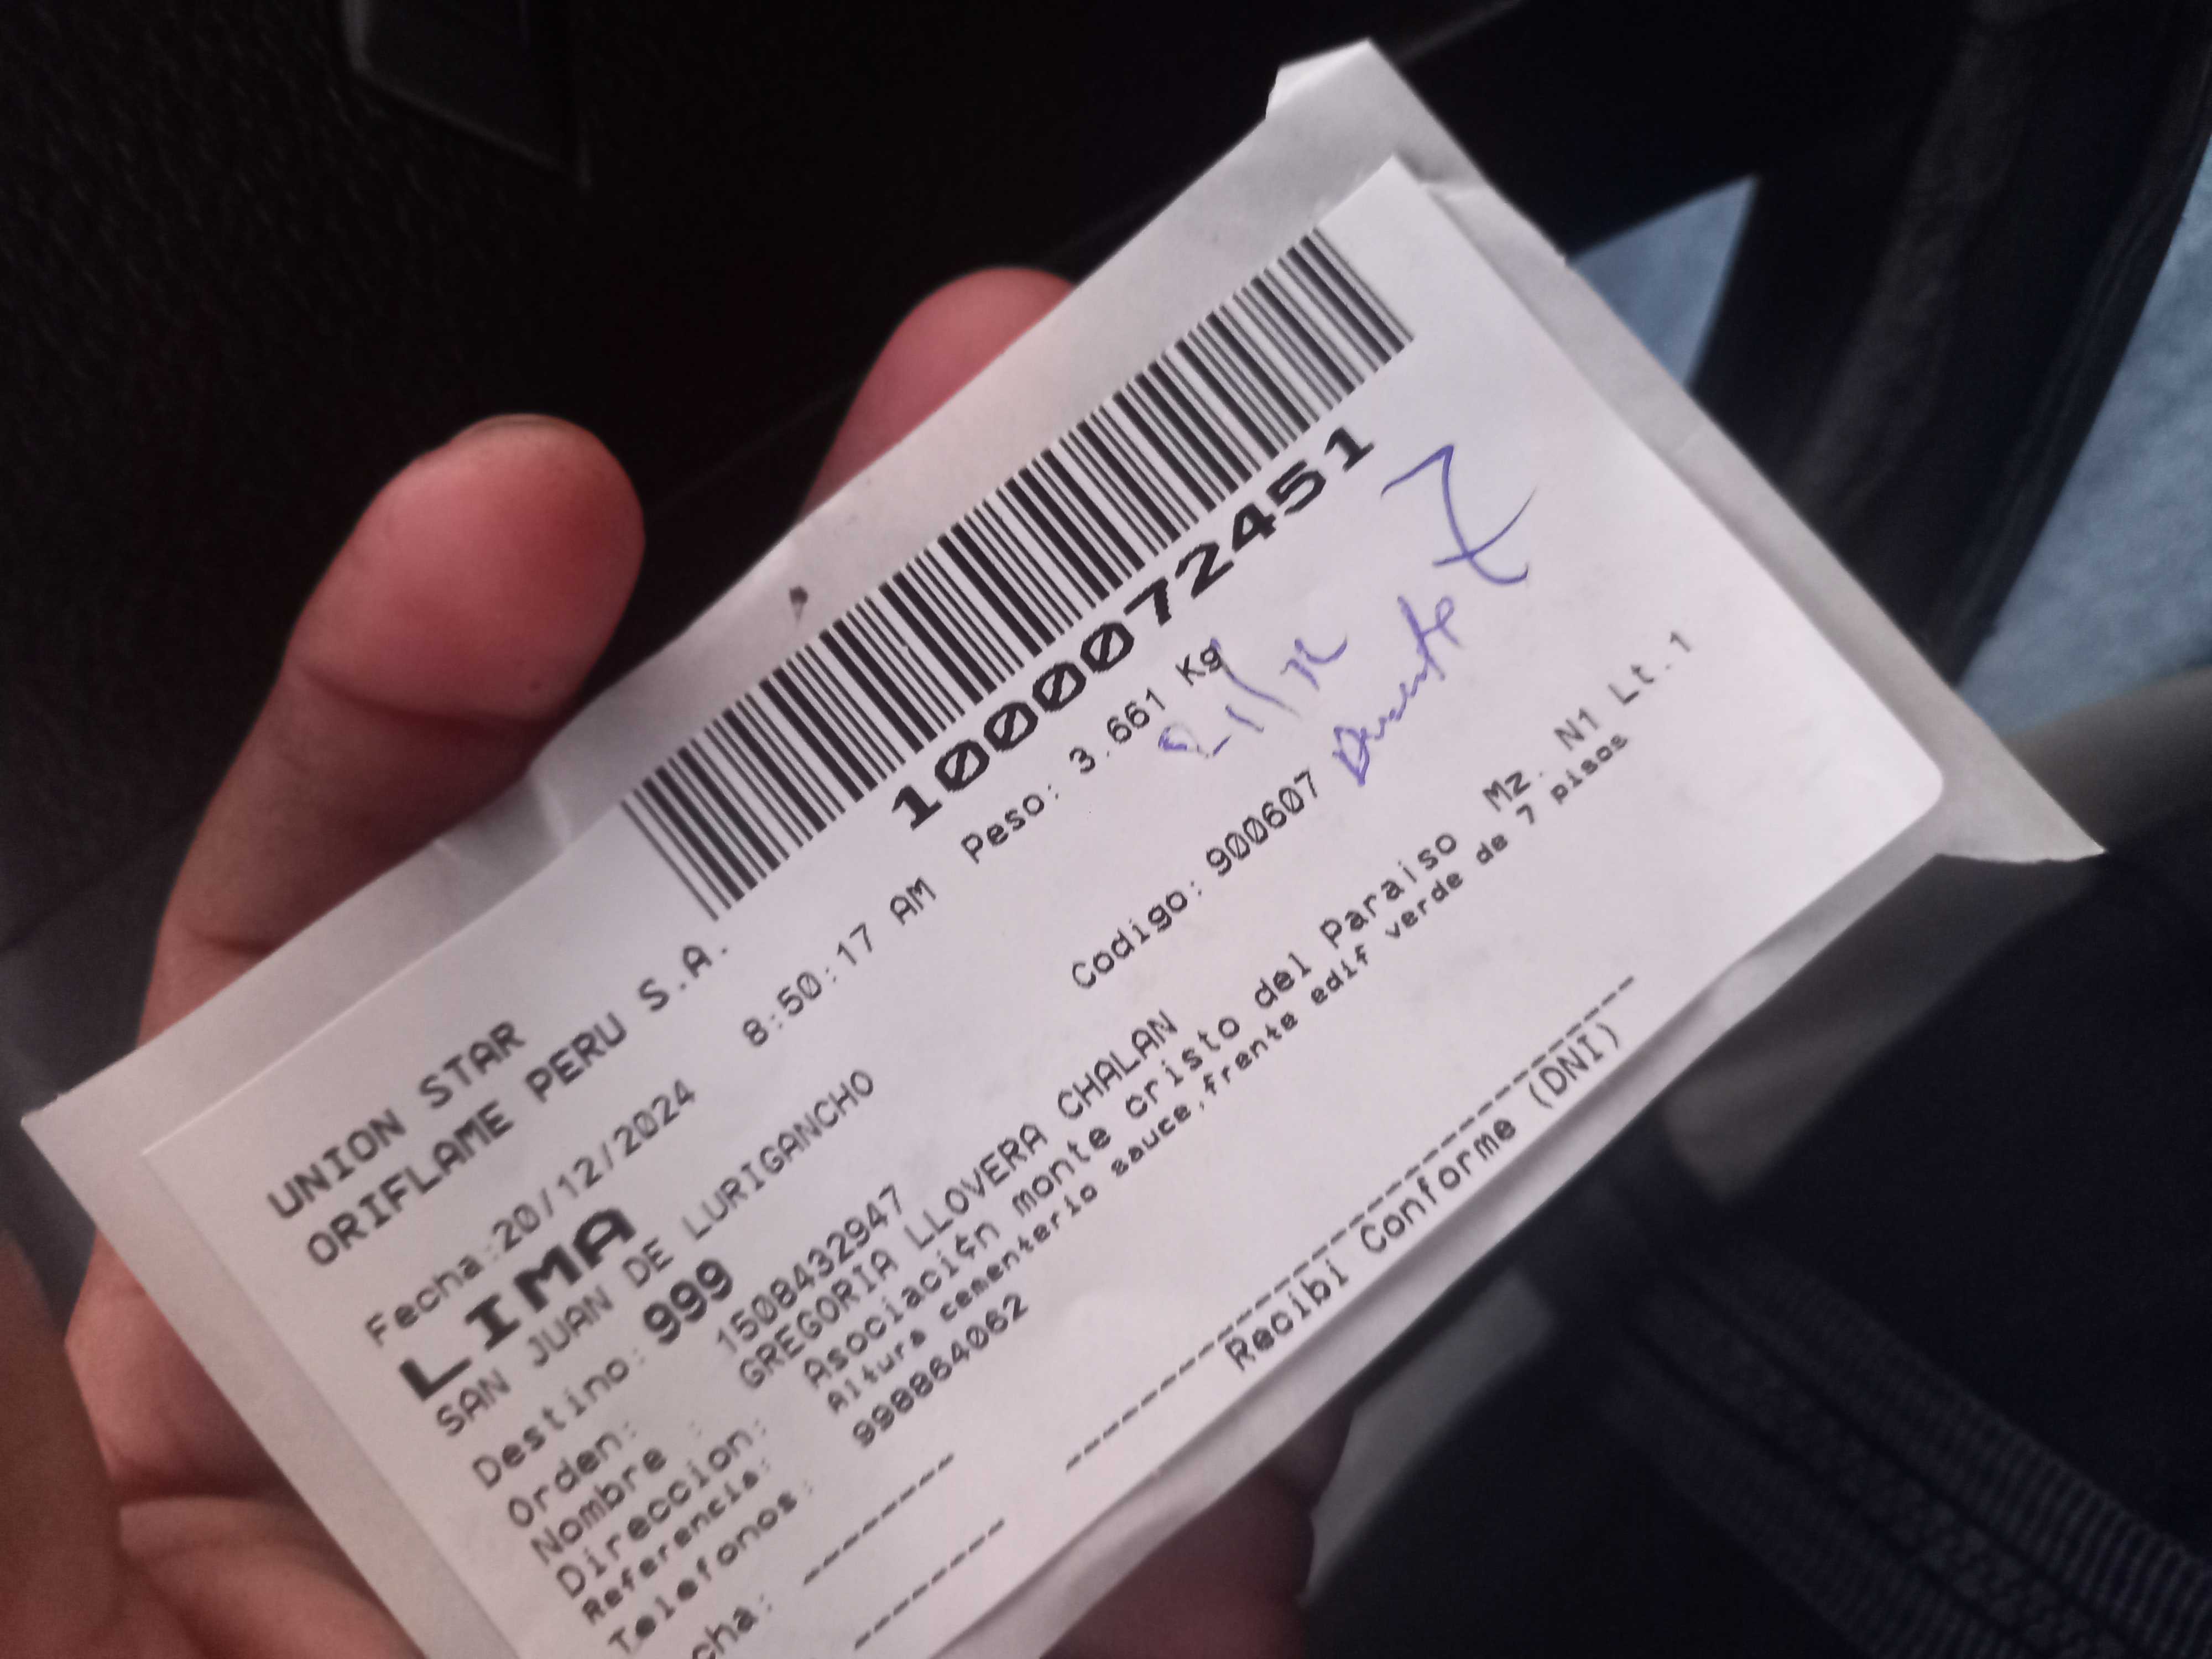 1000072451
UNION STAR
ORIFLAME PERU S.A.
Fecha:20/12/2024 8:50:17 AM Peso: 3.661 Kg
LIMA
SAN JUAN DE LURIGANCHO
Destino: 999
Orden: 1508432947 Codigo: 900607
Nombre : GREGORIA LLOVERA CHALAN
Direccion: Asociaci¢n monte cristo del Paraiso Mz. N1 Lt.1
Referencia: Altura cementerio sauce,frente edif verde de 7 pisos
Telefonos: 998864062
cha: --------
Recibi Conforme (DNI)